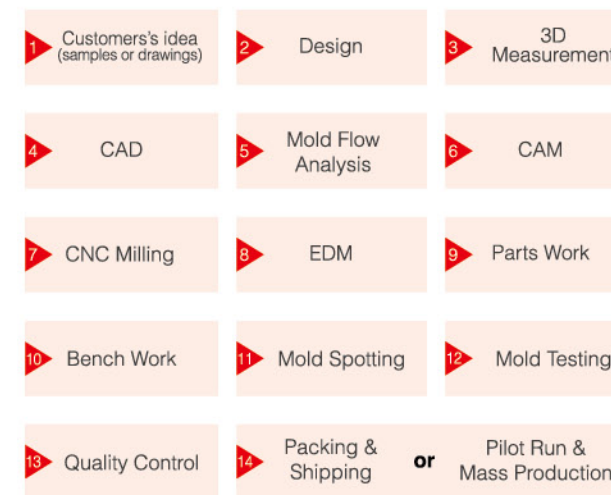 1 Customers's idea
(samples or drawings)
2 Design
3 3D
Measurement
4 CAD
5 Mold Flow
Analysis
6 CAM
7 CNC Milling
8 EDM
9 Parts Work
10 Bench Work
11 Mold Spotting
12 Mold Testing
13 Quality Control
14 Packing &
Shipping
or
Pilot Run &
Mass Production